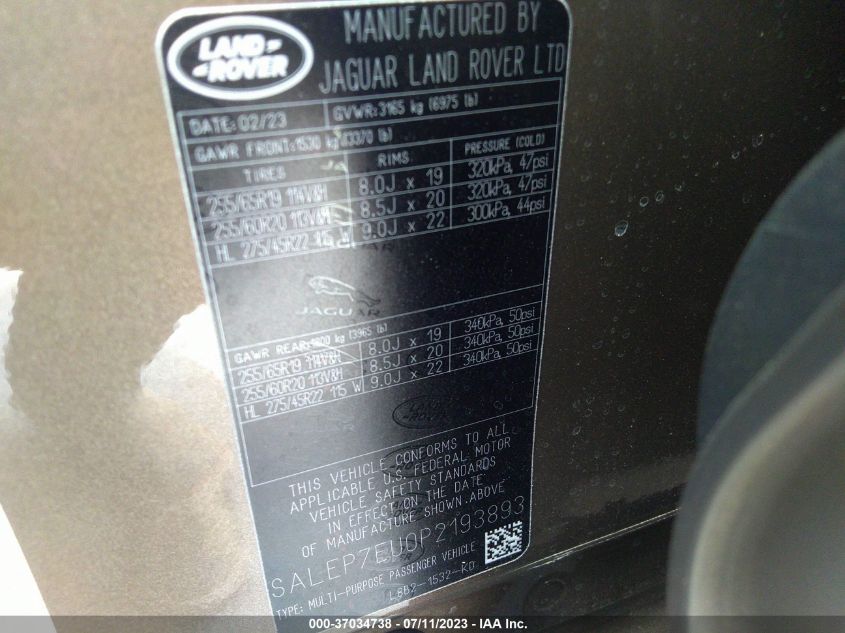 LAND
ROVER
MANUFACTURED BY
JAGUAR LAND ROVER LTD
DATE: 02/23
GVWR: 3165 kg (6975 lb)
GAWR FRONT: 1530 kg (3370 lb)
TIRES RIMS PRESSURE (COLD)
255/65R19 114V&H 8.0J x 19 320kPa, 47psi
255/60R20 113V&H 8.5J x 20 320kPa, 47psi
HL 275/45R22 115 W 9.0J x 22 300kPa, 44psi
JAGUAR
GAWR REAR: 1800 kg (3965 lb)
255/65R19 114V&H 8.0J x 19 340kPa, 50psi
255/60R20 113V&H 8.5J x 20 340kPa, 50psi
HL 275/45R22 115 W 9.0J x 22 340kPa, 50psi
THIS VEHICLE CONFORMS TO ALL
APPLICABLE U.S. FEDERAL MOTOR
VEHICLE SAFETY STANDARDS
IN EFFECT ON THE DATE
OF MANUFACTURE SHOWN ABOVE
SALEP7EU0P2193893
TYPE: MULTI-PURPOSE PASSENGER VEHICLE
000-37034738 - 07/11/2023 - IAA Inc.